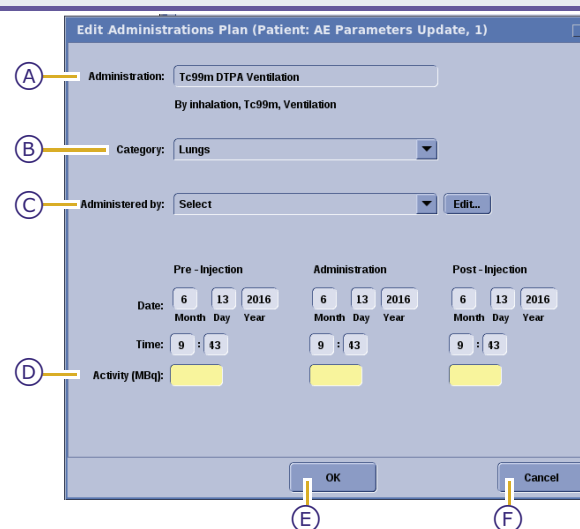 Edit Administrations Plan (Patient: AE Parameters Update, 1)
A Administration: Tc99m DTPA Ventilation
By inhalation, Tc99m, Ventilation
B Category: Lungs
C Administered by: Select Edit...
Pre - Injection Administration Post - Injection
Date: 6 13 2016 6 13 2016 6 13 2016
Month Day Year Month Day Year Month Day Year
Time: 9 : 43 9 : 43 9 : 43
D Activity (MBq):
OK Cancel
E F